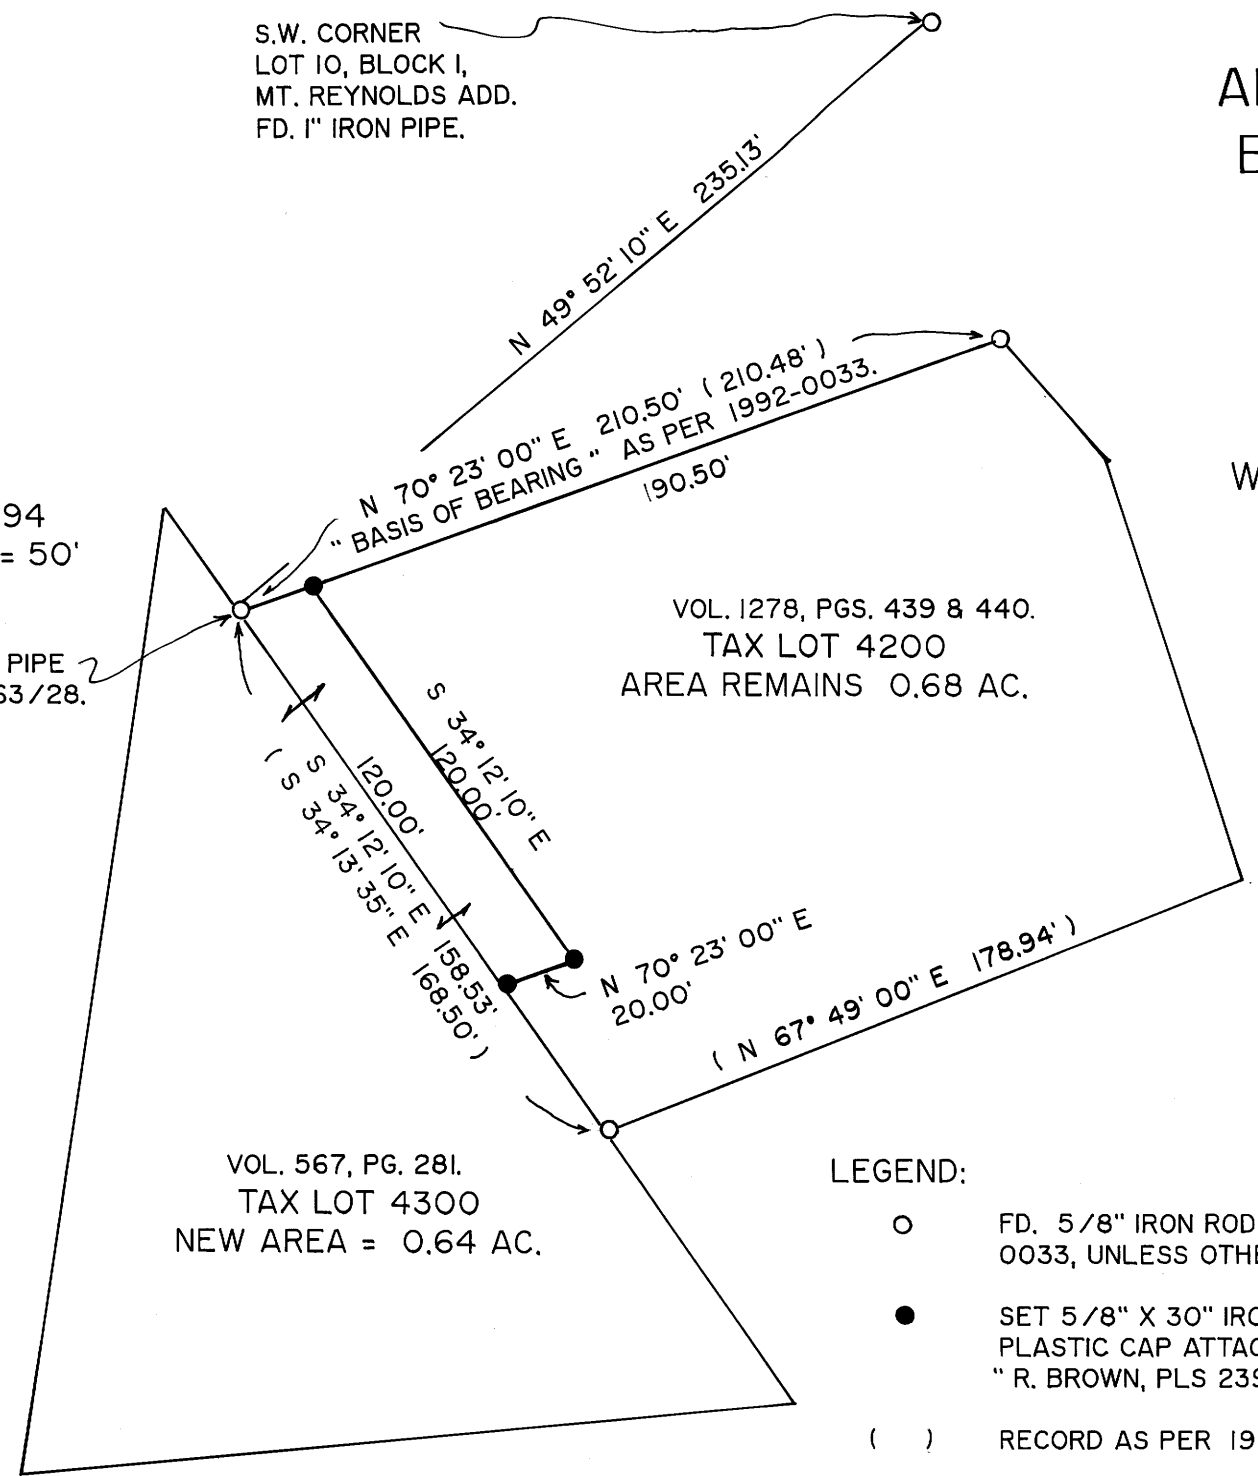 S.W. CORNER
LOT 10, BLOCK 1,
MT. REYNOLDS ADD.
FD. 1" IRON PIPE.
N 49° 52' 10" E 235.13'
N 70° 23' 00" E 210.50' ( 210.48' )
" BASIS OF BEARING " AS PER 1992-0033.
190.50'
94
= 50'
W
PIPE
63/28.
VOL. 1278, PGS. 439 & 440.
TAX LOT 4200
AREA REMAINS 0.68 AC.
S 34° 12' 10" E
120.00'
120.00'
S 34° 12' 10" E 158.53'
( S 34° 13' 35" E 168.50' )
N 70° 23' 00" E
20.00'
( N 67° 49' 00" E 178.94' )
VOL. 567, PG. 281.
TAX LOT 4300
NEW AREA = 0.64 AC.
LEGEND:
FD. 5/8" IRON ROD
0033, UNLESS OTHE
SET 5/8" X 30" IRO
PLASTIC CAP ATTAC
" R. BROWN, PLS 239
( ) RECORD AS PER 19